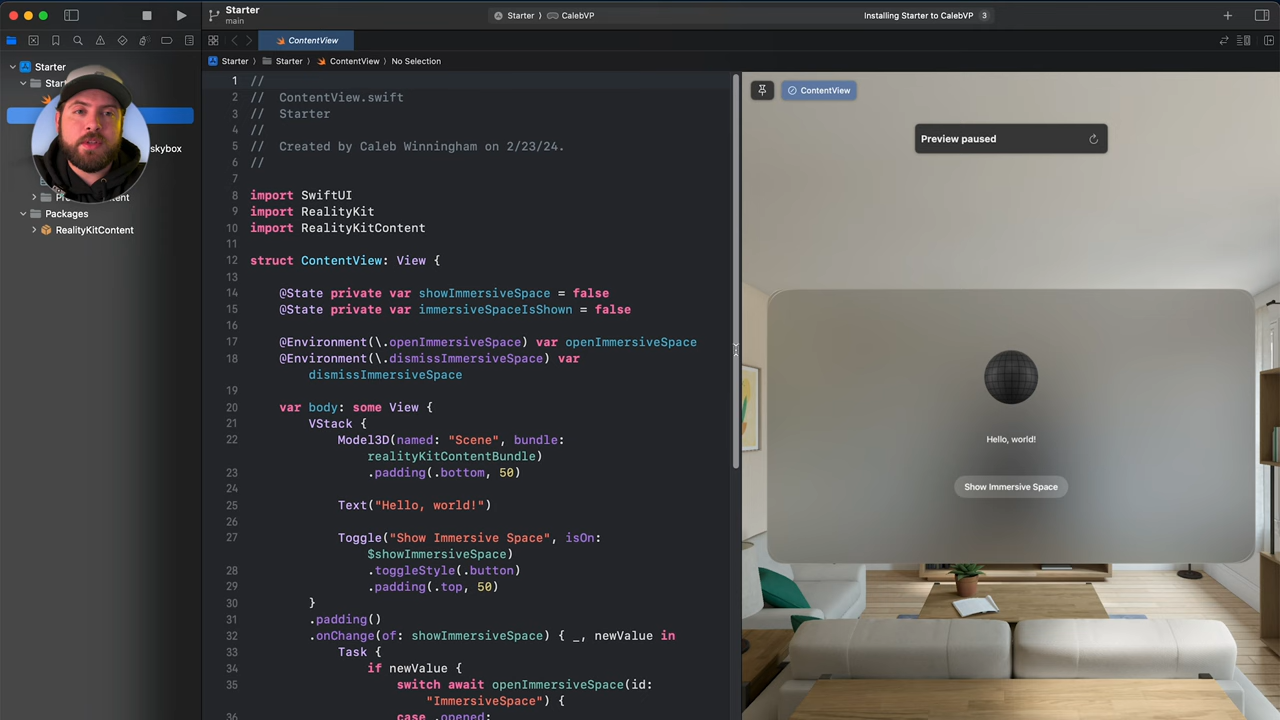 Starter
main
Starter
CalebVP
Installing Starter to CalebVP
3
ContentView
Starter
Starter
ContentView
No Selection
Starter
Star
skybox
Pr
ntent
Packages
RealityKitContent
1 //
2 // ContentView.swift
3 // Starter
4 //
5 // Created by Caleb Winningham on 2/23/24.
6 //
7
8 import SwiftUI
9 import RealityKit
10 import RealityKitContent
11
12 struct ContentView: View {
13
14 @State private var showImmersiveSpace = false
15 @State private var immersiveSpaceIsShown = false
16
17 @Environment(\.openImmersiveSpace) var openImmersiveSpace
18 @Environment(\.dismissImmersiveSpace) var
dismissImmersiveSpace
19
20 var body: some View {
21 VStack {
22 Model3D(named: "Scene", bundle:
realityKitContentBundle)
23 .padding(.bottom, 50)
24
25 Text("Hello, world!")
26
27 Toggle("Show Immersive Space", isOn:
$showImmersiveSpace)
28 .toggleStyle(.button)
29 .padding(.top, 50)
30 }
31 .padding()
32 .onChange(of: showImmersiveSpace) { _, newValue in
33 Task {
34 if newValue {
35 switch await openImmersiveSpace(id:
"ImmersiveSpace") {
36 case .opened:
ContentView
Preview paused
Hello, world!
Show Immersive Space